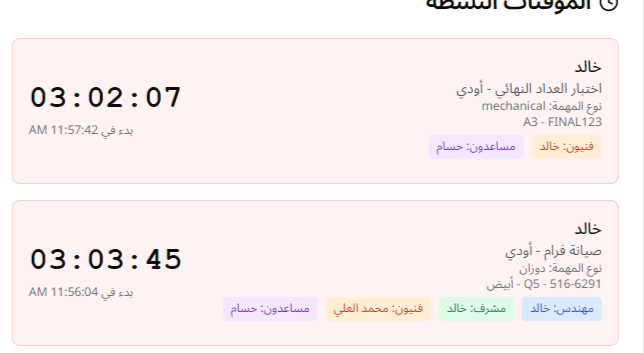 المؤقتات النشطة
خالد
اختبار العداد النهائي - أودي
نوع المهمة: mechanical
A3 - FINAL123
فنيون: خالد
مساعدون: حسام
03:02:07
بدء في 11:57:42 AM
خالد
صيانة فرام - أودي
نوع المهمة: دوزان
Q5 - 516-6291 - أبيض
مهندس: خالد
مشرف: خالد
فنيون: محمد العلي
مساعدون: حسام
03:03:45
بدء في 11:56:04 AM